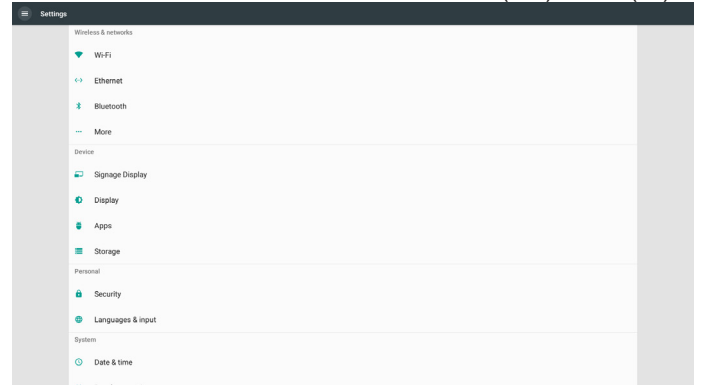 Settings
Wireless & networks
Wi-Fi
Ethernet
Bluetooth
More
Device
Signage Display
Display
Apps
Storage
Personal
Security
Languages & input
System
Date & time